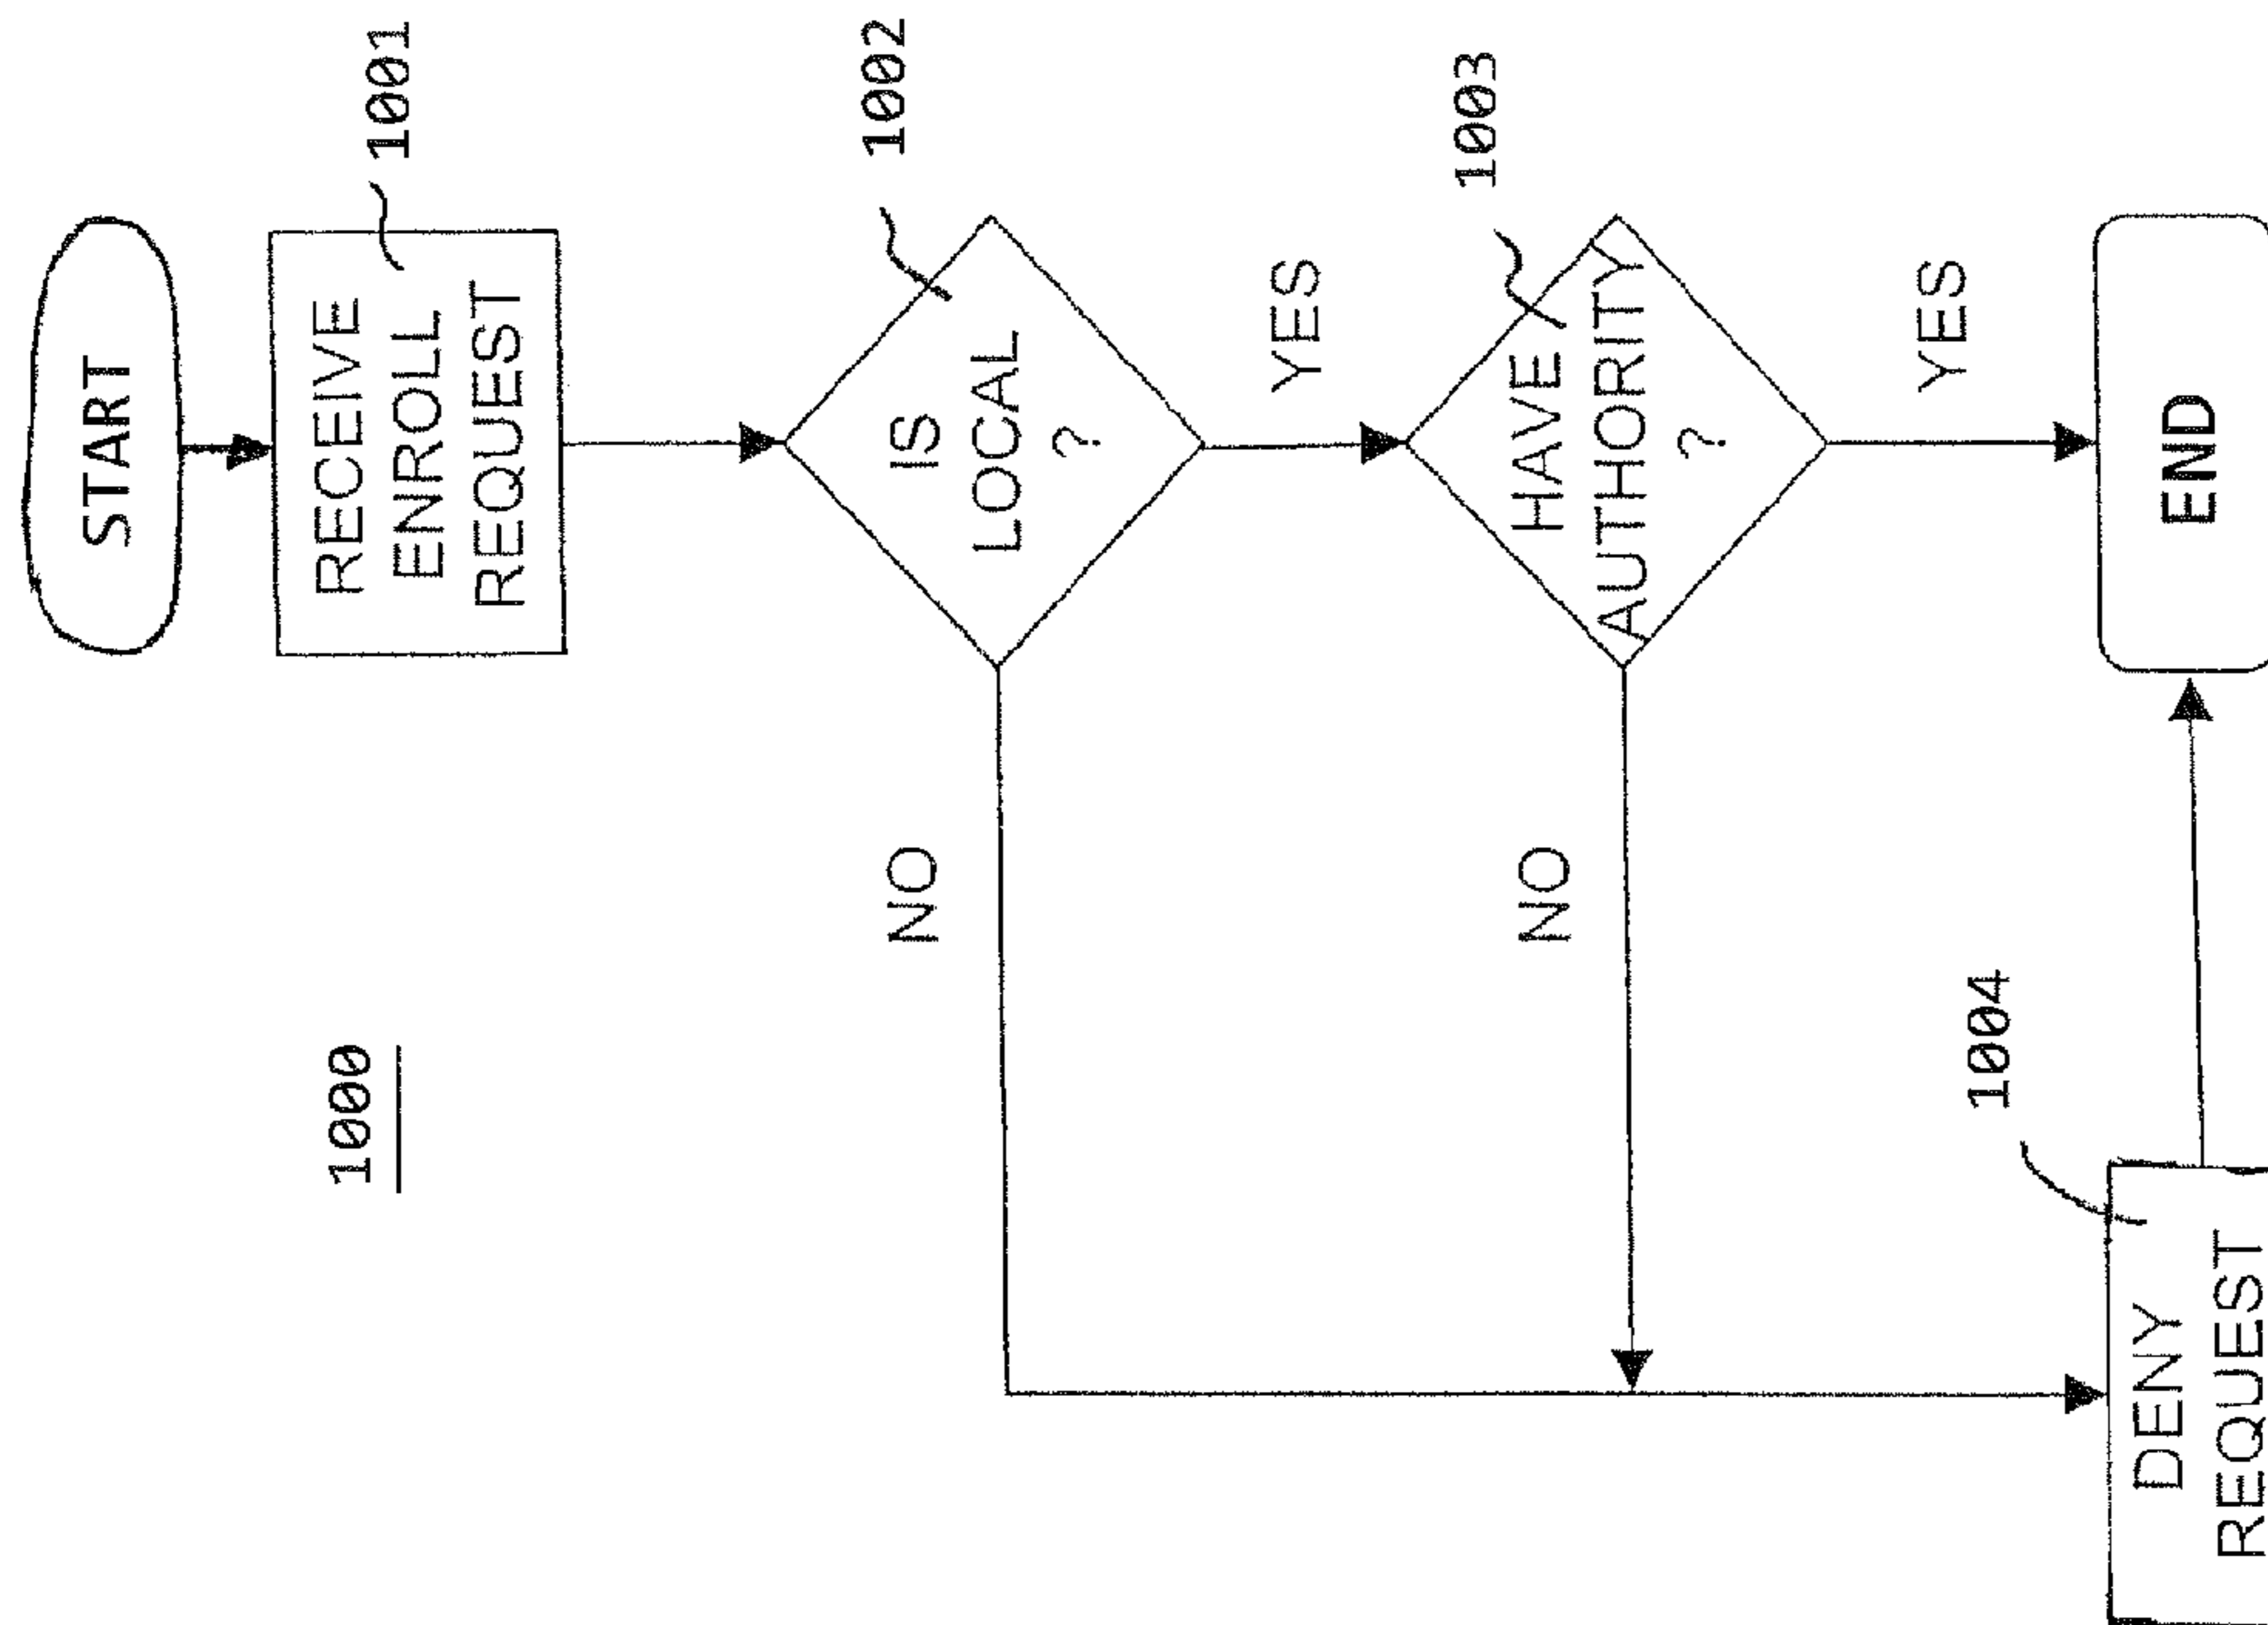 1000
START
1001
RECEIVE
ENROLL
REQUEST
1002
IS
LOCAL
?
NO
YES
1003
HAVE
AUTHORITY
?
NO
YES
1004
DENY
REQUEST
END